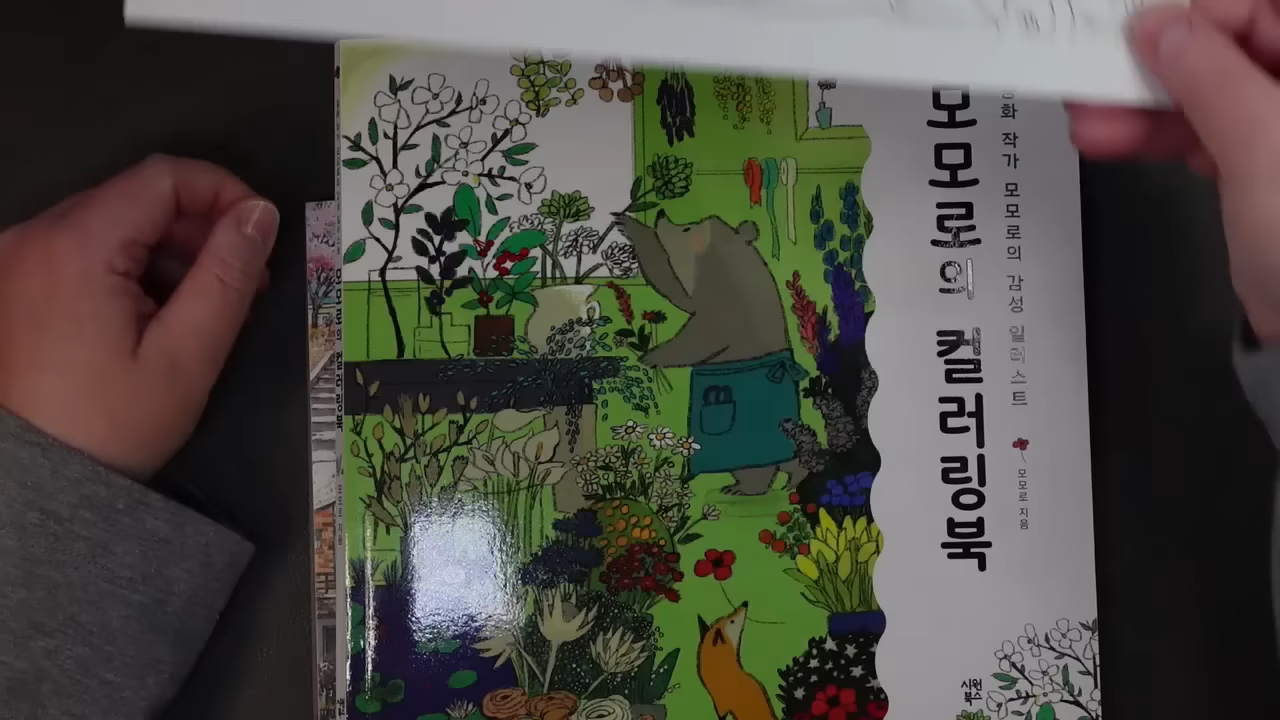 모모로의 컬러링북
화 작가 모모로의 감성 일러스트
모모로 지음
시원
북스